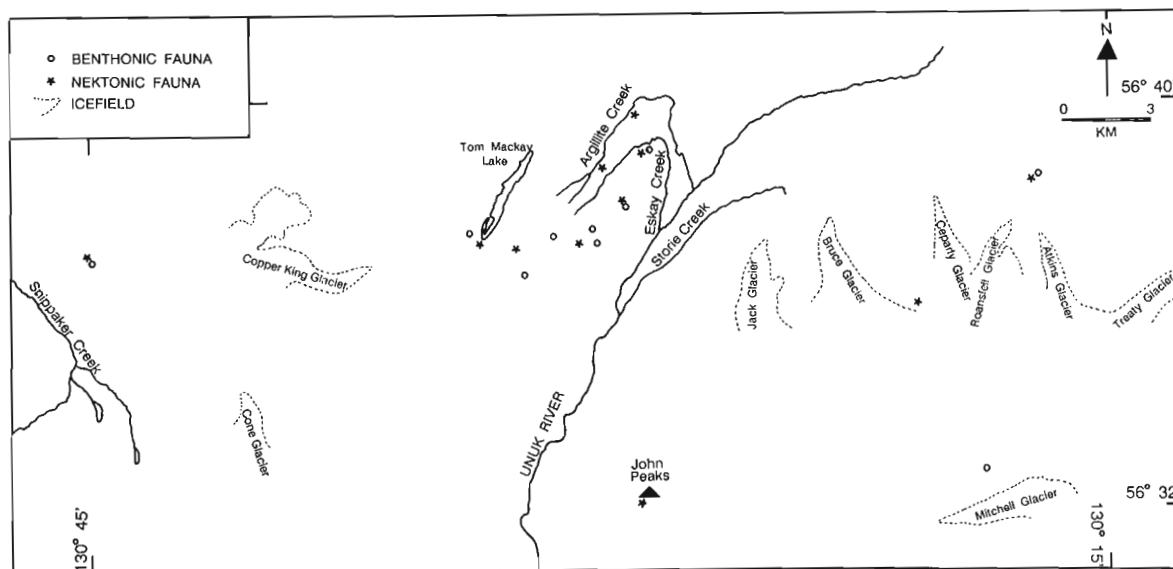 BENTHONIC FAUNA
NEKTONIC FAUNA
ICEFIELD
N
56° 40
0 3
KM
Tom Mackay
Lake
Argillite Creek
Eskay Creek
Storie Creek
Copper King Glacier
Snippaker Creek
Cone Glacier
UNUK RIVER
Jack Glacier
Bruce Glacier
Cepariy Glacier
Roansleff Glacier
Atkins Glacier
Treaty Glacier
John
Peaks
Mitchell Glacier
56° 32
130° 45'
130° 15'